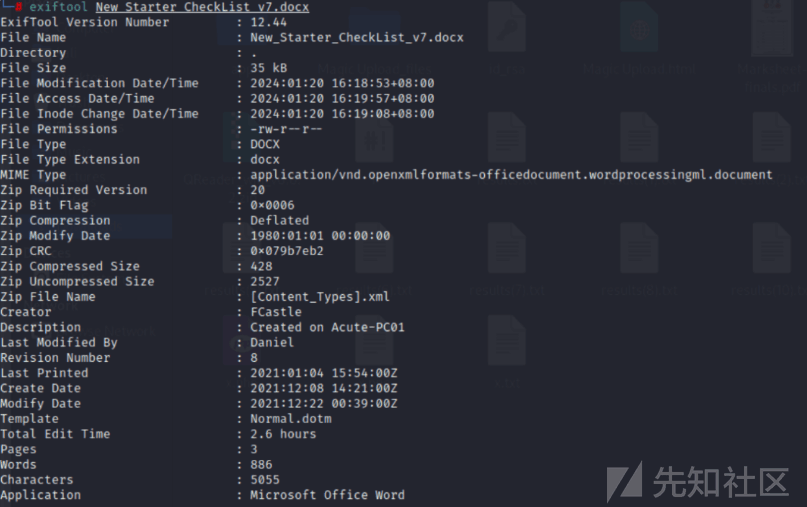 └─# exiftool New_Starter_CheckList_v7.docx
ExifTool Version Number : 12.44
File Name : New_Starter_CheckList_v7.docx
Directory : .
File Size : 35 kB
File Modification Date/Time : 2024:01:20 16:18:53+08:00
File Access Date/Time : 2024:01:20 16:19:57+08:00
File Inode Change Date/Time : 2024:01:20 16:19:08+08:00
File Permissions : -rw-r--r--
File Type : DOCX
File Type Extension : docx
MIME Type : application/vnd.openxmlformats-officedocument.wordprocessingml.document
Zip Required Version : 20
Zip Bit Flag : 0×0006
Zip Compression : Deflated
Zip Modify Date : 1980:01:01 00:00:00
Zip CRC : 0×079b7eb2
Zip Compressed Size : 428
Zip Uncompressed Size : 2527
Zip File Name : [Content_Types].xml
Creator : FCastle
Description : Created on Acute-PC01
Last Modified By : Daniel
Revision Number : 8
Last Printed : 2021:01:04 15:54:00Z
Create Date : 2021:12:08 14:21:00Z
Modify Date : 2021:12:22 00:39:00Z
Template : Normal.dotm
Total Edit Time : 2.6 hours
Pages : 3
Words : 886
Characters : 5055
Application : Microsoft Office Word
先知社区